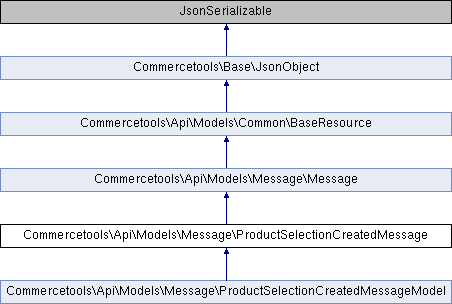 JsonSerializable
Commercetools\Base\JsonObject
Commercetools\Api\Models\Common\BaseResource
Commercetools\Api\Models\Message\Message
Commercetools\Api\Models\Message\ProductSelectionCreatedMessage
Commercetools\Api\Models\Message\ProductSelectionCreatedMessageModel